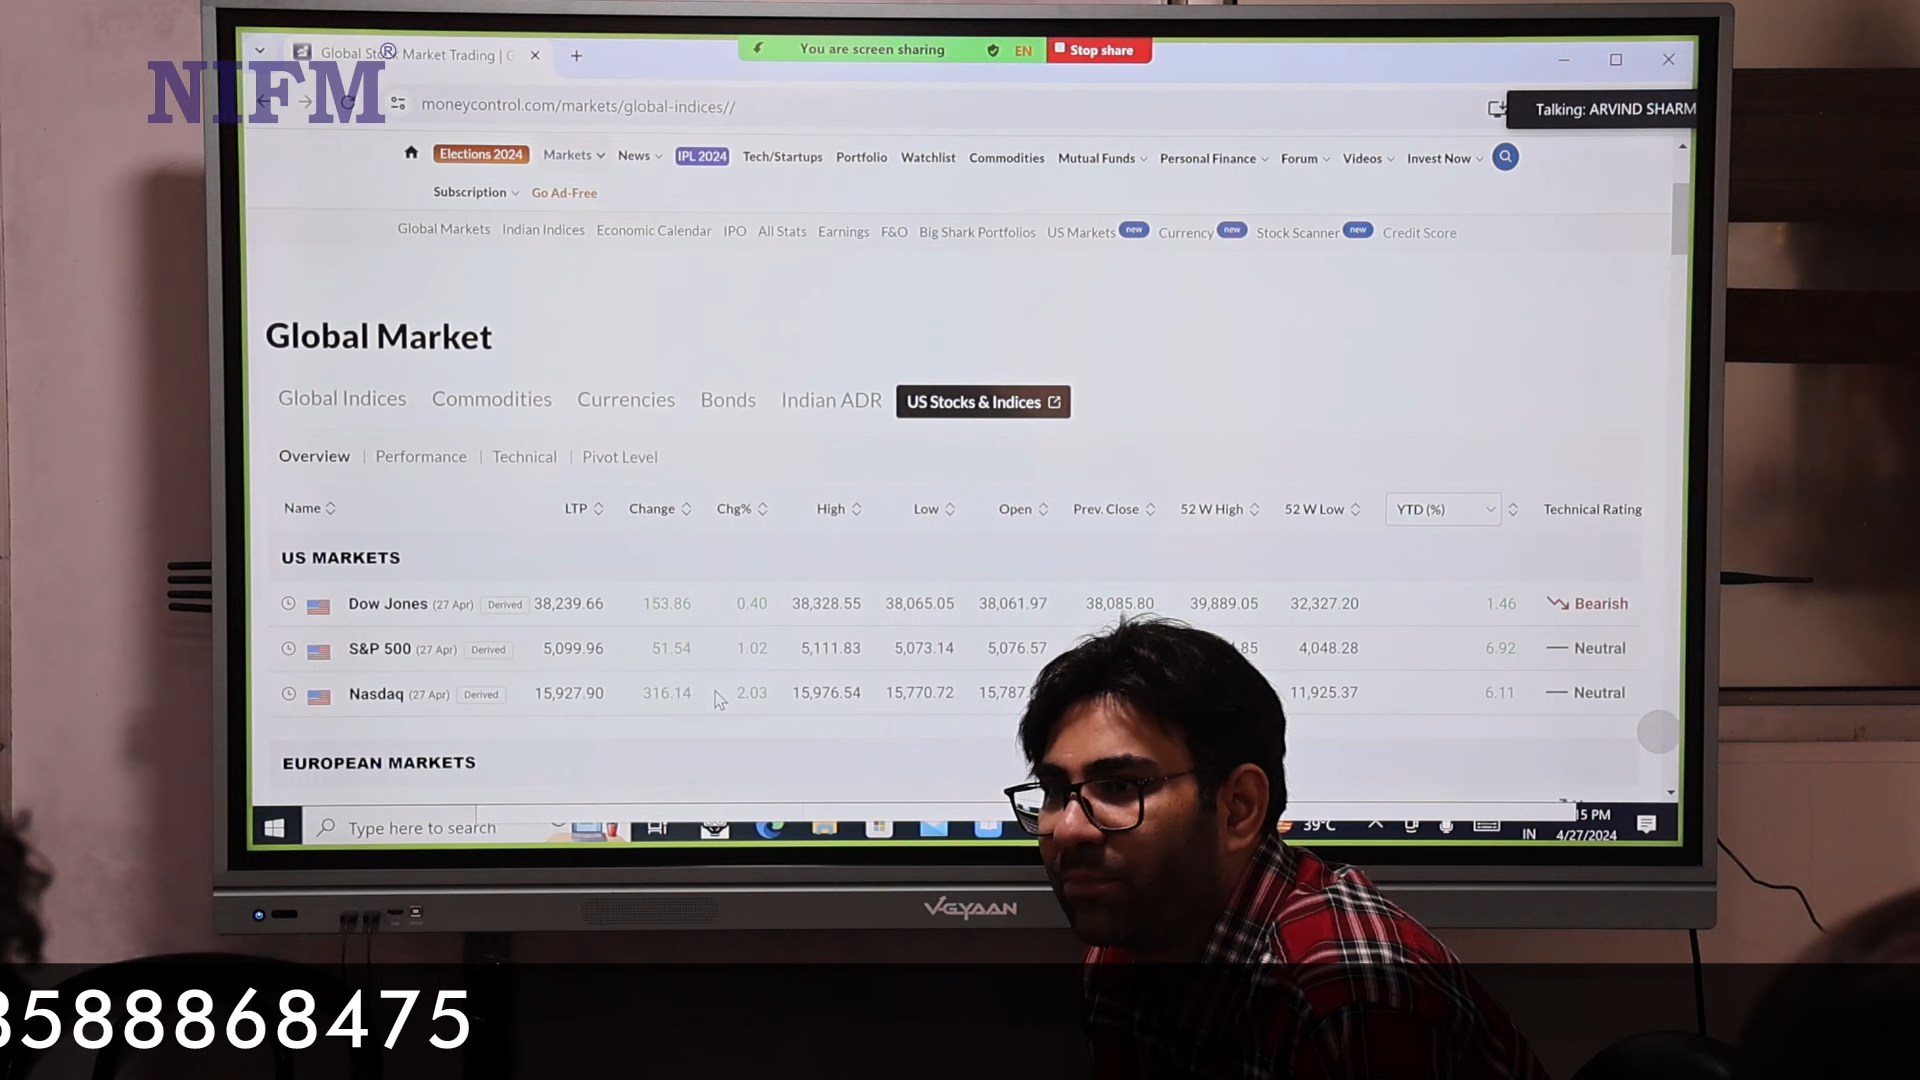 Global Stock Market Trading | G
You are screen sharing EN Stop share
NIFM®
moneycontrol.com/markets/global-indices//
Talking: ARVIND SHARM
Elections 2024 Markets News IPL 2024 Tech/Startups Portfolio Watchlist Commodities Mutual Funds Personal Finance Forum Videos Invest Now
Subscription Go Ad-Free
Global Markets Indian Indices Economic Calendar IPO All Stats Earnings F&O Big Shark Portfolios US Markets new Currency new Stock Scanner new Credit Score
Global Market
Global Indices Commodities Currencies Bonds Indian ADR US Stocks & Indices
Overview | Performance | Technical | Pivot Level
Name LTP Change Chg% High Low Open Prev. Close 52 W High 52 W Low YTD (%) Technical Rating
US MARKETS
Dow Jones (27 Apr) Derived 38,239.66 153.86 0.40 38,328.55 38,065.05 38,061.97 38,085.80 39,889.05 32,327.20 1.46 Bearish
S&P 500 (27 Apr) Derived 5,099.96 51.54 1.02 5,111.83 5,073.14 5,076.57 .85 4,048.28 6.92 Neutral
Nasdaq (27 Apr) Derived 15,927.90 316.14 2.03 15,976.54 15,770.72 15,787. 11,925.37 6.11 Neutral
EUROPEAN MARKETS
Type here to search 39°C IN 15 PM
4/27/2024
V-GYAAN
8588868475